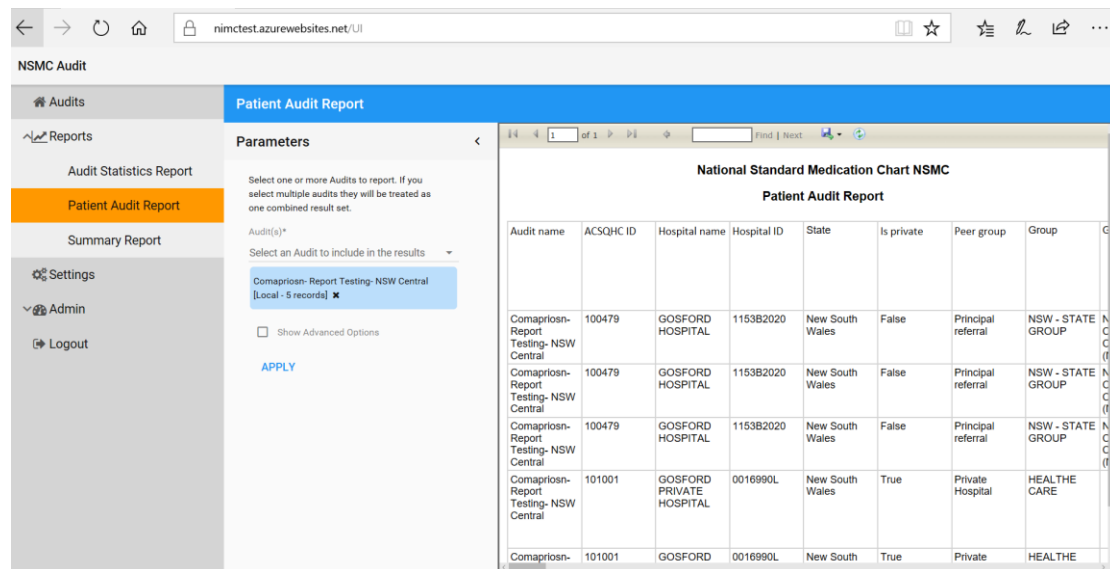 nimctest.azurewebsites.net/UI
NSMC Audit
Audits
Reports
Audit Statistics Report
Patient Audit Report
Summary Report
Settings
Admin
Logout
Patient Audit Report
Parameters
Select one or more Audits to report. If you
select multiple audits they will be treated as
one combined result set.
Audit(s)*
Select an Audit to include in the results
Comapriosn- Report Testing- NSW Central
[Local - 5 records] ✖
Show Advanced Options
APPLY
1 of 1 Find | Next
National Standard Medication Chart NSMC
Patient Audit Report
Audit name ACSQHC ID Hospital name Hospital ID State Is private Peer group Group
Comapriosn- 100479 GOSFORD 1153B2020 New South False Principal NSW - STATE
Report HOSPITAL Wales referral GROUP
Testing- NSW
Central
Comapriosn- 100479 GOSFORD 1153B2020 New South False Principal NSW - STATE
Report HOSPITAL Wales referral GROUP
Testing- NSW
Central
Comapriosn- 100479 GOSFORD 1153B2020 New South False Principal NSW - STATE
Report HOSPITAL Wales referral GROUP
Testing- NSW
Central
Comapriosn- 101001 GOSFORD 0016990L New South True Private HEALTHE
Report PRIVATE Wales Hospital CARE
Testing- NSW HOSPITAL
Central
Comapriosn- 101001 GOSFORD 0016990L New South True Private HEALTHE